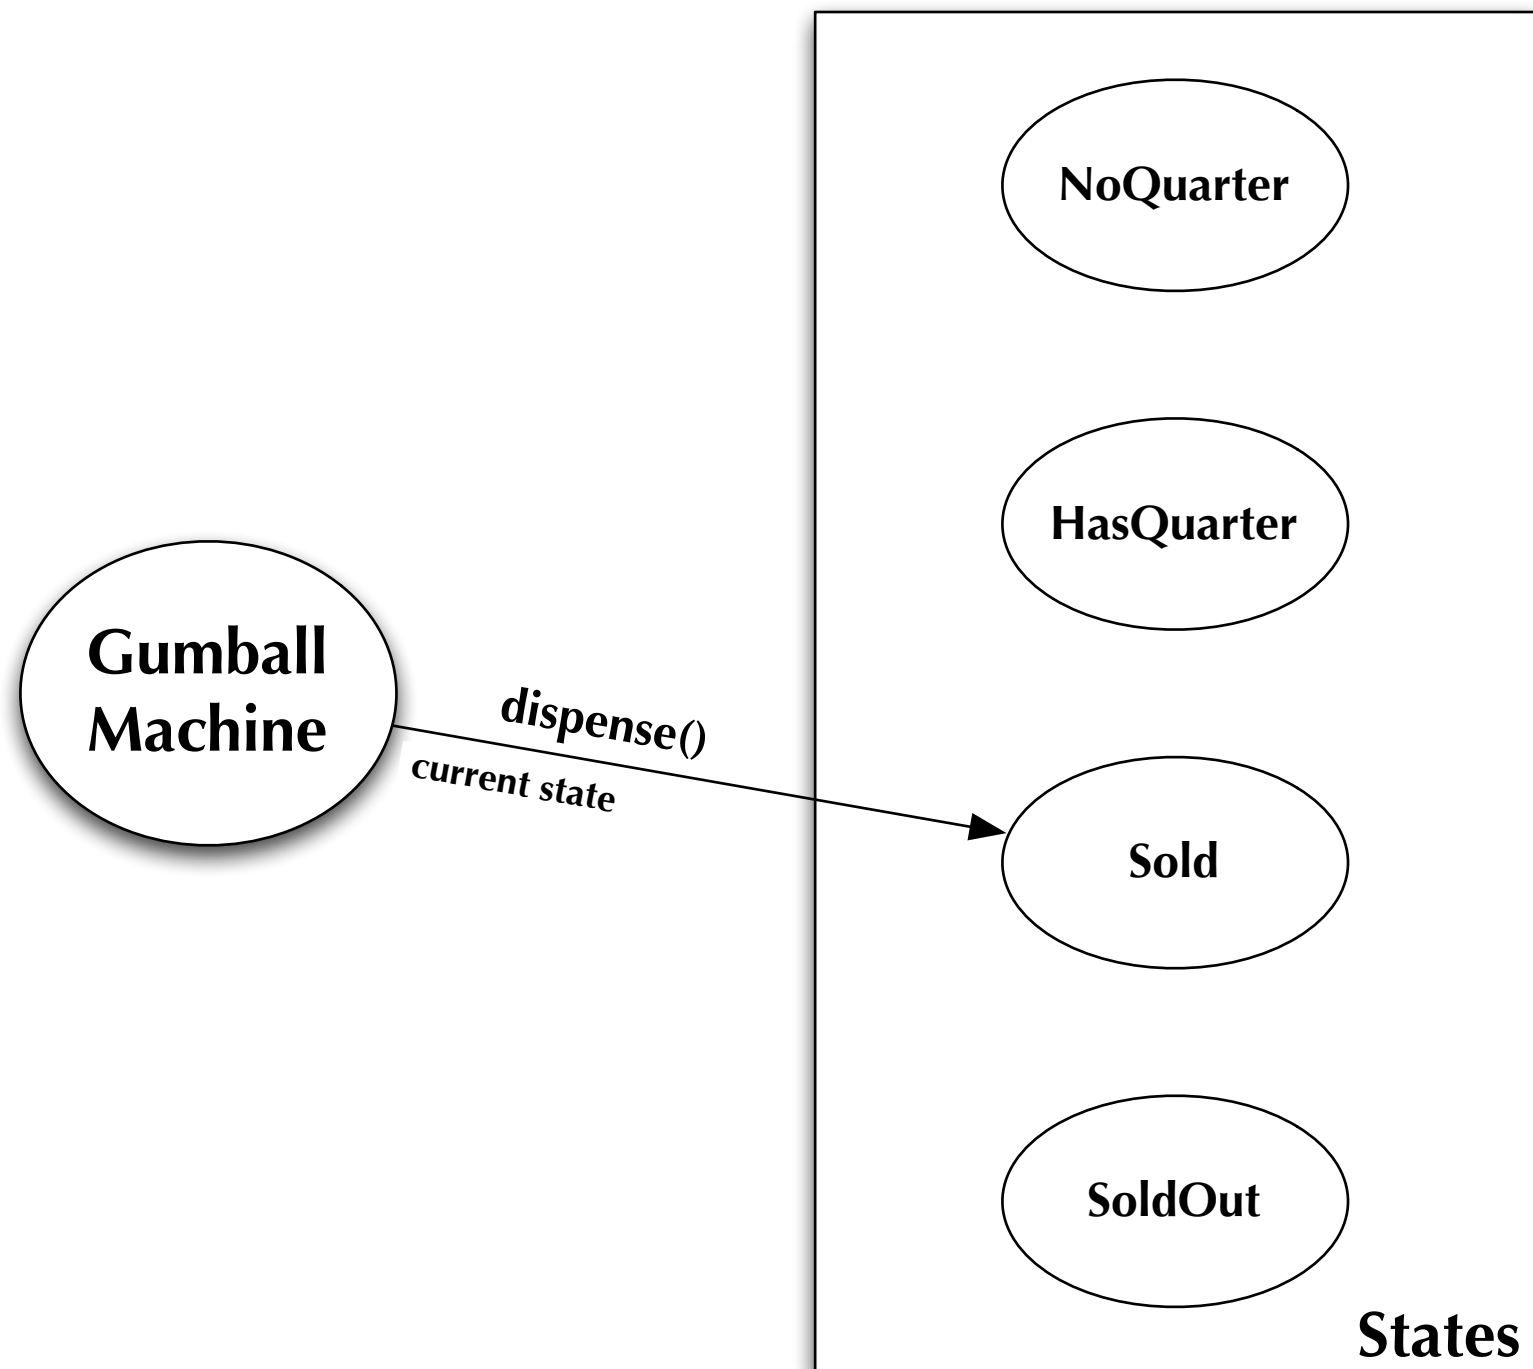 NoQuarter
HasQuarter
Gumball
Machine
dispense()
current state
Sold
SoldOut
States